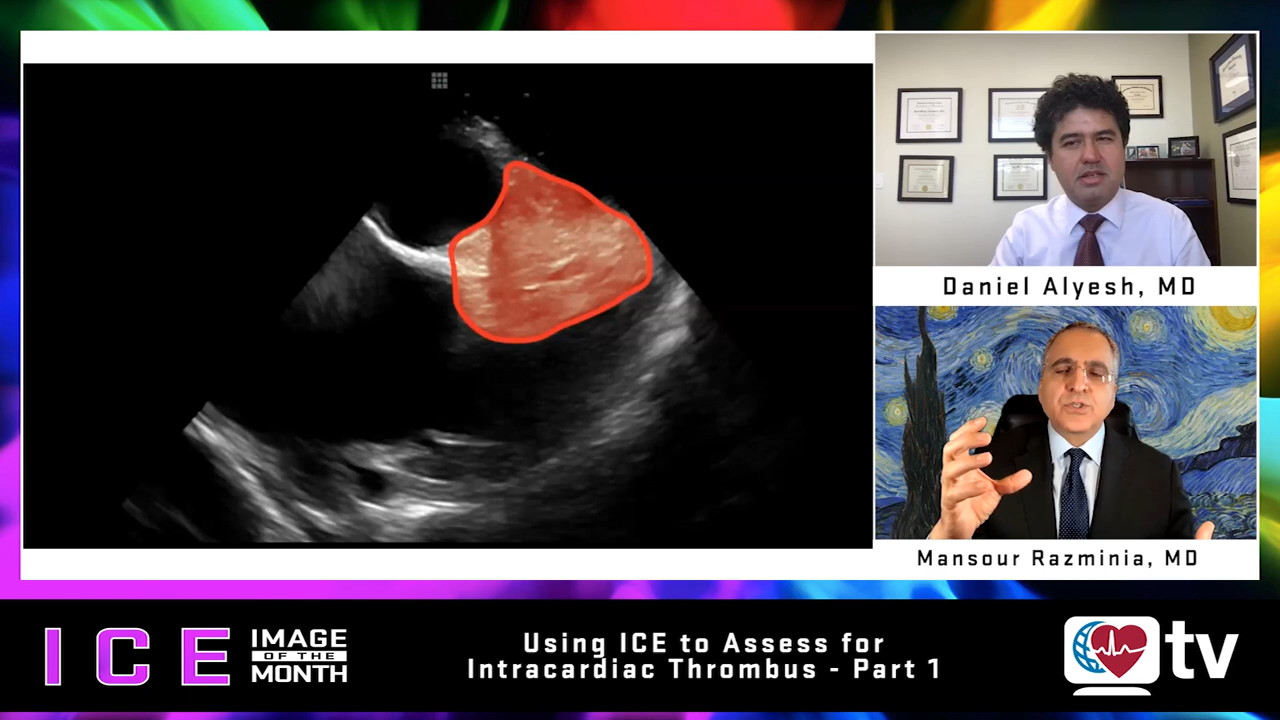 Daniel Alyesh, MD
Mansour Razminia, MD
ICE
IMAGE
OF THE
MONTH
Using ICE to Assess for
Intracardiac Thrombus - Part 1
tv